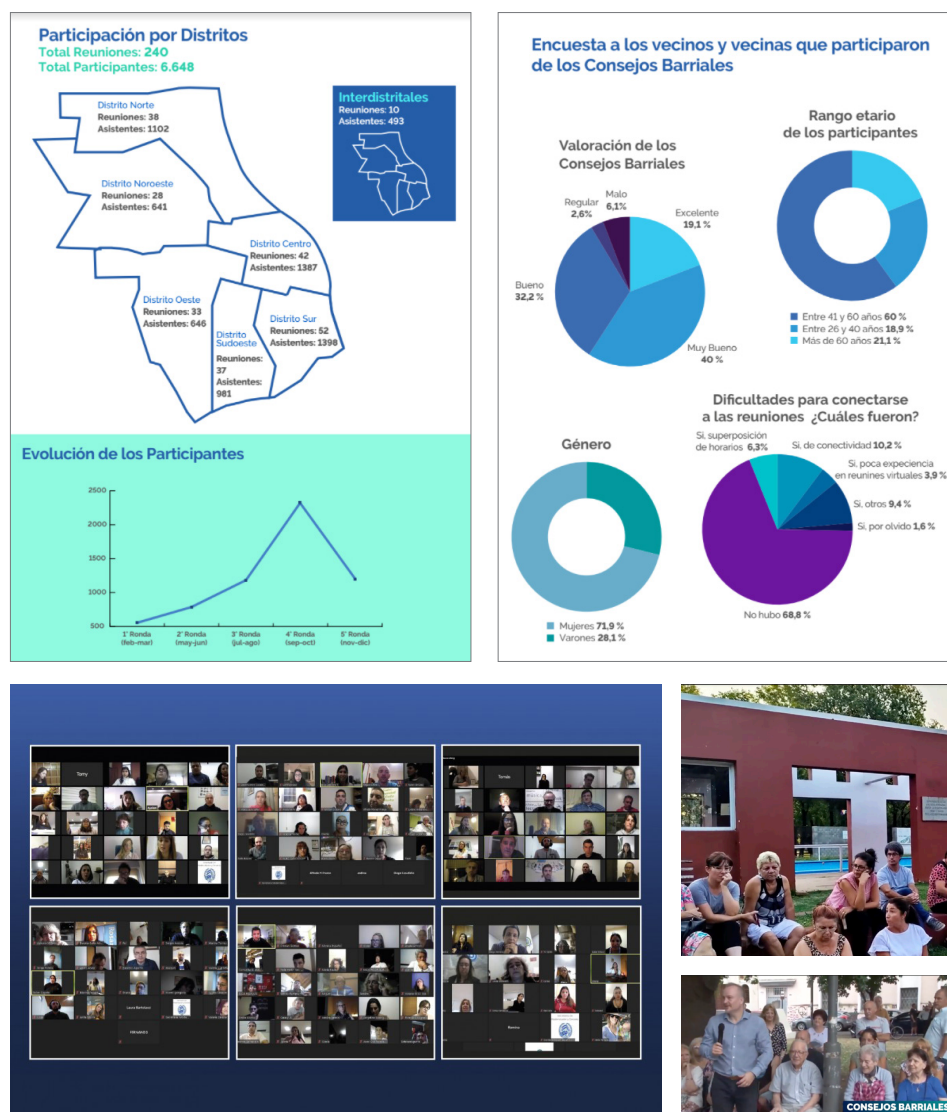 Participación por Distritos
Total Reuniones: 240
Total Participantes: 6.648
Distrito Norte
Reuniones: 38
Asistentes: 1102
Interdistritales
Reuniones: 10
Asistentes: 493
Distrito Noroeste
Reuniones: 28
Asistentes: 641
Distrito Centro
Reuniones: 42
Asistentes: 1387
Distrito Oeste
Reuniones: 33
Asistentes: 646
Distrito
Sudoeste
Reuniones:
37
Asistentes:
981
Distrito Sur
Reuniones: 52
Asistentes: 1398
Evolución de los Participantes
2500
2000
1500
1000
500
1° Ronda
(feb-mar)
2° Ronda
(may-jun)
3° Ronda
(jul-ago)
4° Ronda
(sep-oct)
5° Ronda
(nov-dic)
Encuesta a los vecinos y vecinas que participaron
de los Consejos Barriales
Valoración de los
Consejos Barriales
Malo
6,1%
Regular
2,6%
Excelente
19,1 %
Bueno
32,2 %
Muy Bueno
40 %
Rango etario
de los participantes
Entre 41 y 60 años 60 %
Entre 26 y 40 años 18,9 %
Más de 60 años 21,1 %
Género
Mujeres 71,9 %
Varones 28,1 %
Dificultades para conectarse
a las reuniones ¿Cuáles fueron?
Si, superposición
de horarios 6,3%
Si, de conectividad 10,2 %
Si, poca expeciencia
en reunines virtuales 3,9 %
Si, otros 9,4 %
Si, por olvido 1,6 %
No hubo 68,8 %
CONSEJOS BARRIALES